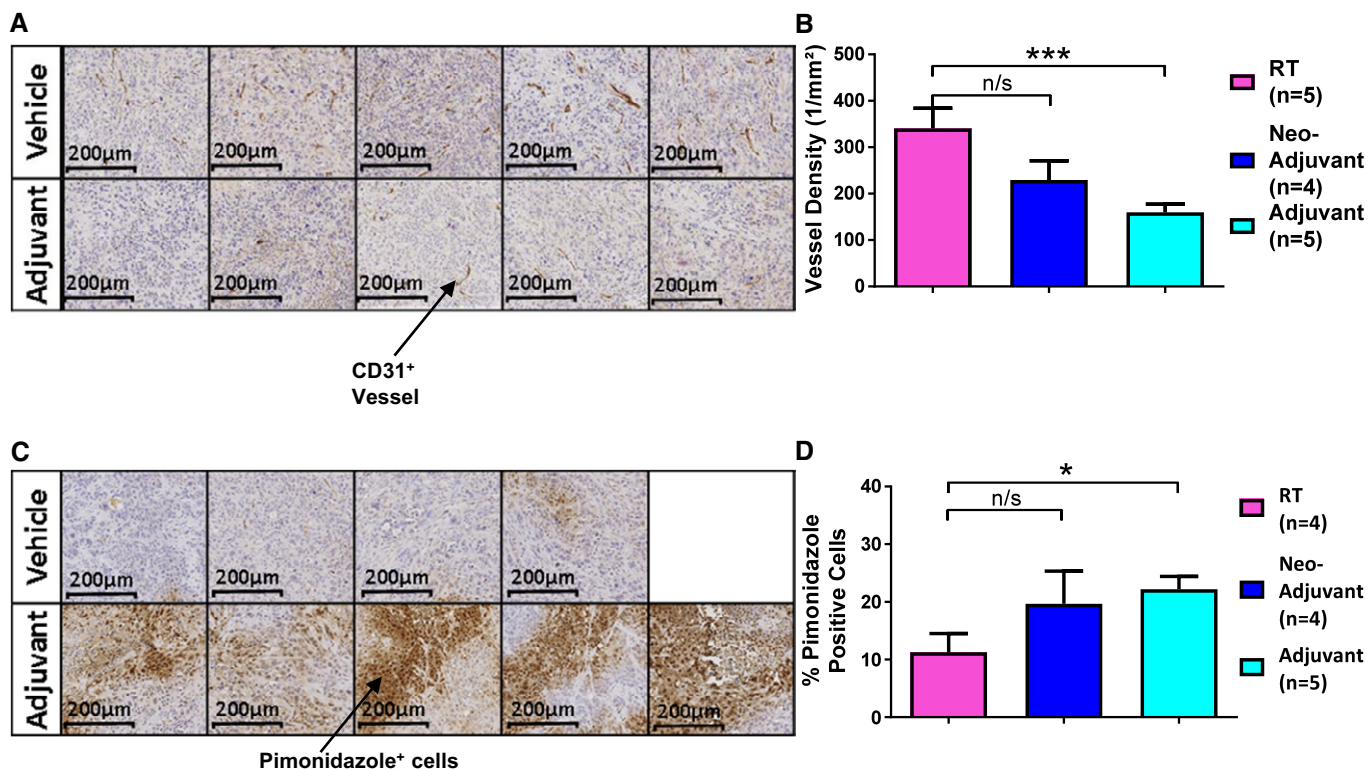 A
Vehicle
200µm 200µm 200µm 200µm 200µm
Adjuvant
200µm 200µm 200µm 200µm 200µm
CD31⁺
Vessel
B
Vessel Density (1/mm²)
500
400
300
200
100
0
***
n/s
RT
(n=5)
Neo-
Adjuvant
(n=4)
Adjuvant
(n=5)
C
Vehicle
200µm 200µm 200µm 200µm
Adjuvant
200µm 200µm 200µm 200µm 200µm
Pimonidazole⁺ cells
D
% Pimonidazole
Positive Cells
40
30
20
10
0
*
n/s
RT
(n=4)
Neo-
Adjuvant
(n=4)
Adjuvant
(n=5)